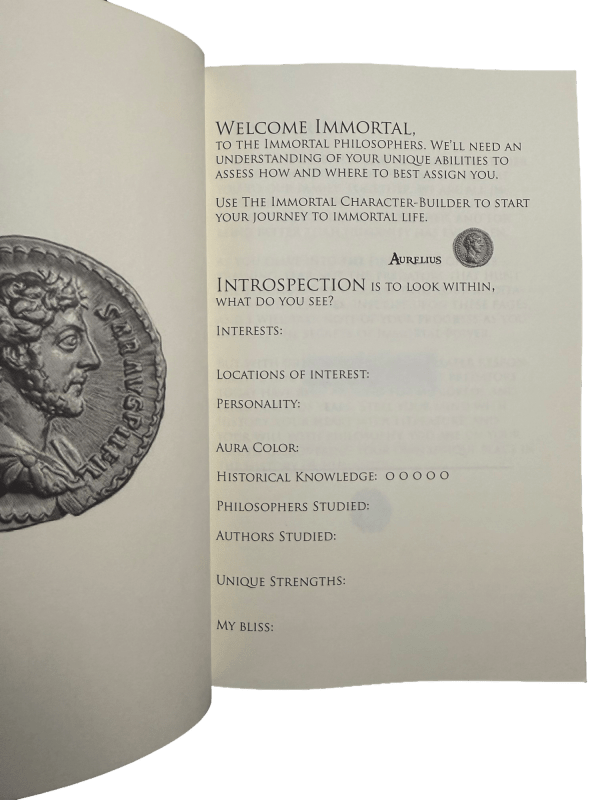 WELCOME IMMORTAL,
TO THE IMMORTAL PHILOSOPHERS. WE'LL NEED AN
UNDERSTANDING OF YOUR UNIQUE ABILITIES TO
ASSESS HOW AND WHERE TO BEST ASSIGN YOU.
USE THE IMMORTAL CHARACTER-BUILDER TO START
YOUR JOURNEY TO IMMORTAL LIFE.
AURELIUS
INTROSPECTION IS TO LOOK WITHIN,
WHAT DO YOU SEE?
INTERESTS:
LOCATIONS OF INTEREST:
PERSONALITY:
AURA COLOR:
HISTORICAL KNOWLEDGE: O O O O O
PHILOSOPHERS STUDIED:
AUTHORS STUDIED:
UNIQUE STRENGTHS:
MY BLISS: